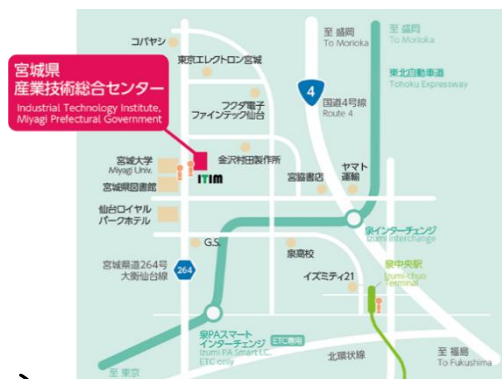 コバヤシ
東京エレクトロン宮城
フクダ電子
ファインテック仙台
至 盛岡
To Morioka
至 盛岡
To Morioka
東北自動車道
Tohoku Expressway
4
国道4号線
Route 4
宮城県
産業技術総合センター
Industrial Technology Institute,
Miyagi Prefectural Government
金沢村田製作所
宮城大学
Miyagi Univ.
宮城県図書館
ITIM
宮脇書店
ヤマト
運輸
仙台ロイヤル
パークホテル
G.S.
泉高校
泉インターチェンジ
Izumi Interchange
宮城県道264号
大衡仙台線
264
イズミティ21
泉中央駅
Izumi-chuo
Terminal
泉PAスマート
インターチェンジ
ETC専用
Izumi PA Smart I.C.
ETC only
北環状線
至 東京
至 福島
To Fukushima